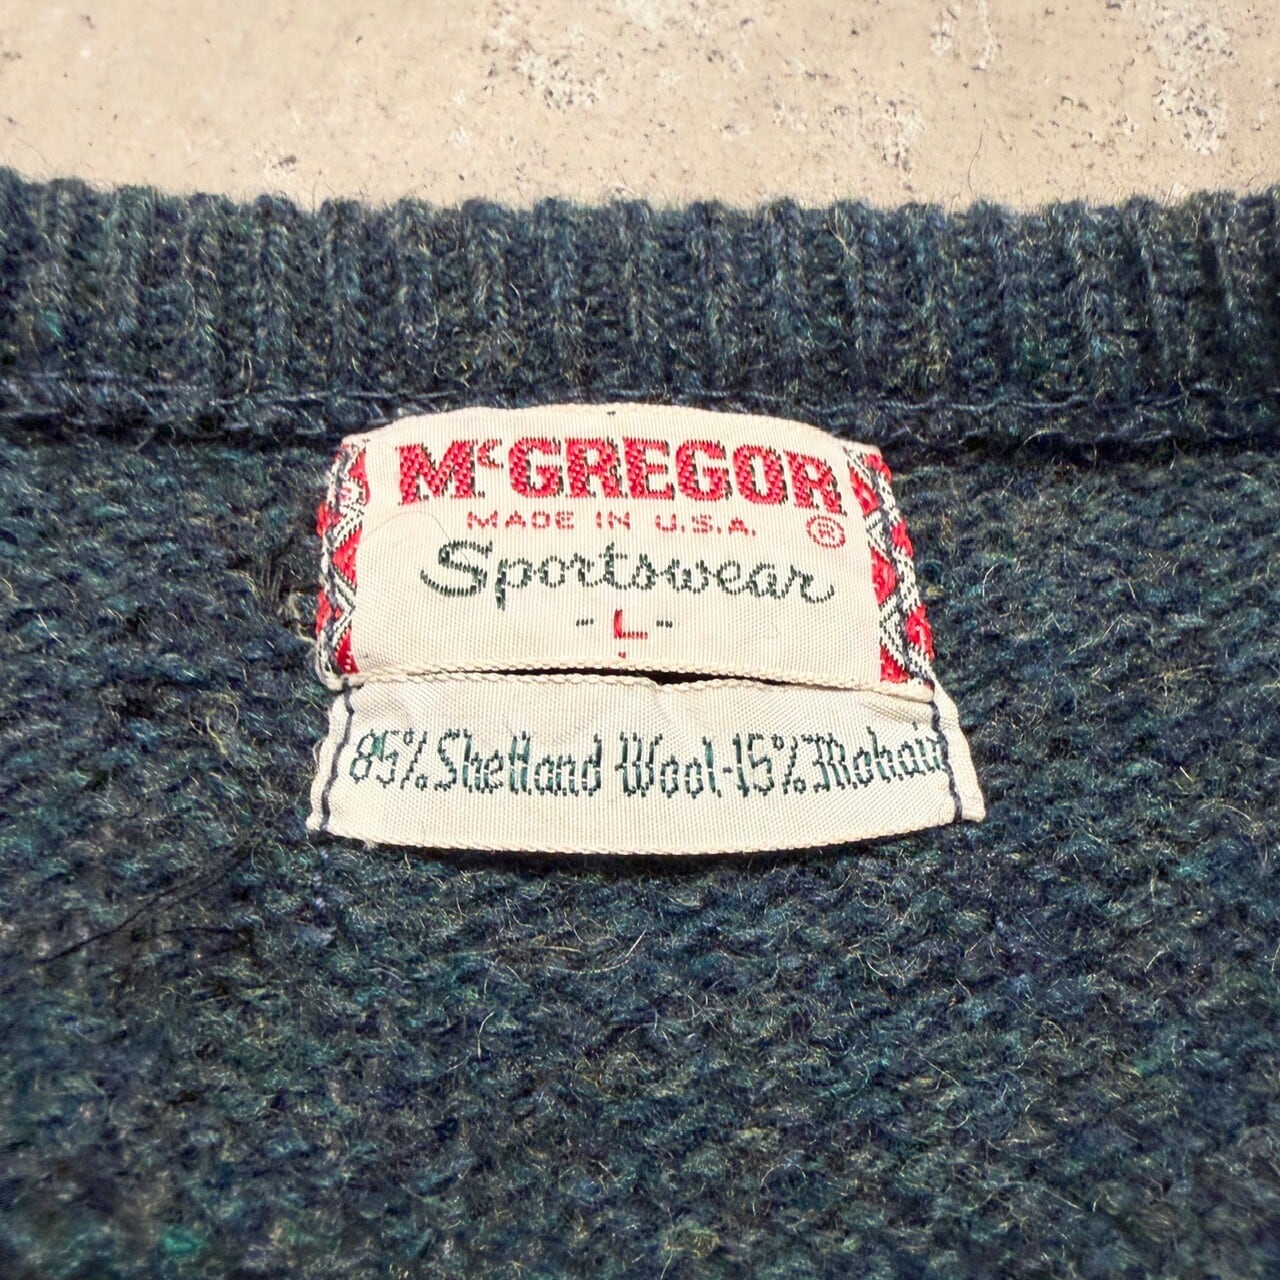 McGREGOR
MADE IN U.S.A. ®
Sportswear
- L -
85% Shetland Wool-15% Mohair